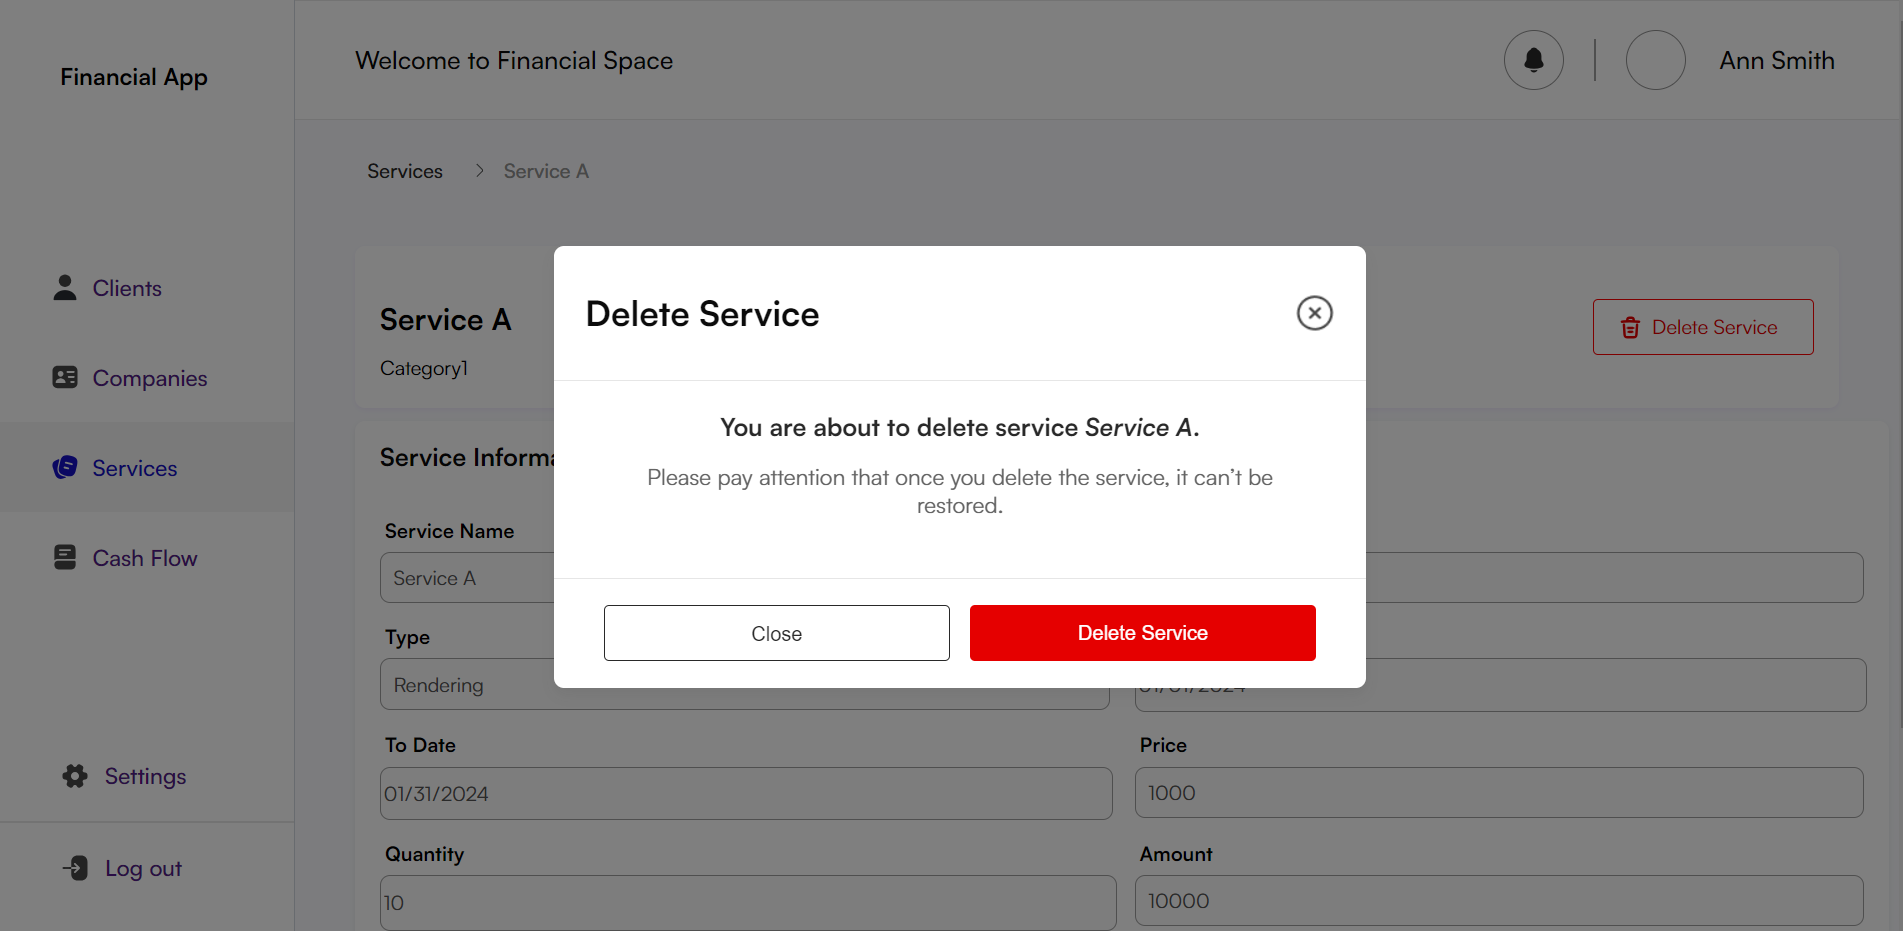 Financial App
Welcome to Financial Space
Ann Smith
Services
Service A
Clients
Companies
Services
Cash Flow
Settings
Log out
Service A
Category1
Delete Service
Delete Service
You are about to delete service Service A.
Please pay attention that once you delete the service, it can’t be
restored.
Close
Delete Service
Service
Service Name
Service A
Type
Rendering
To Date
01/31/2024
Price
1000
Quantity
10
Amount
10000